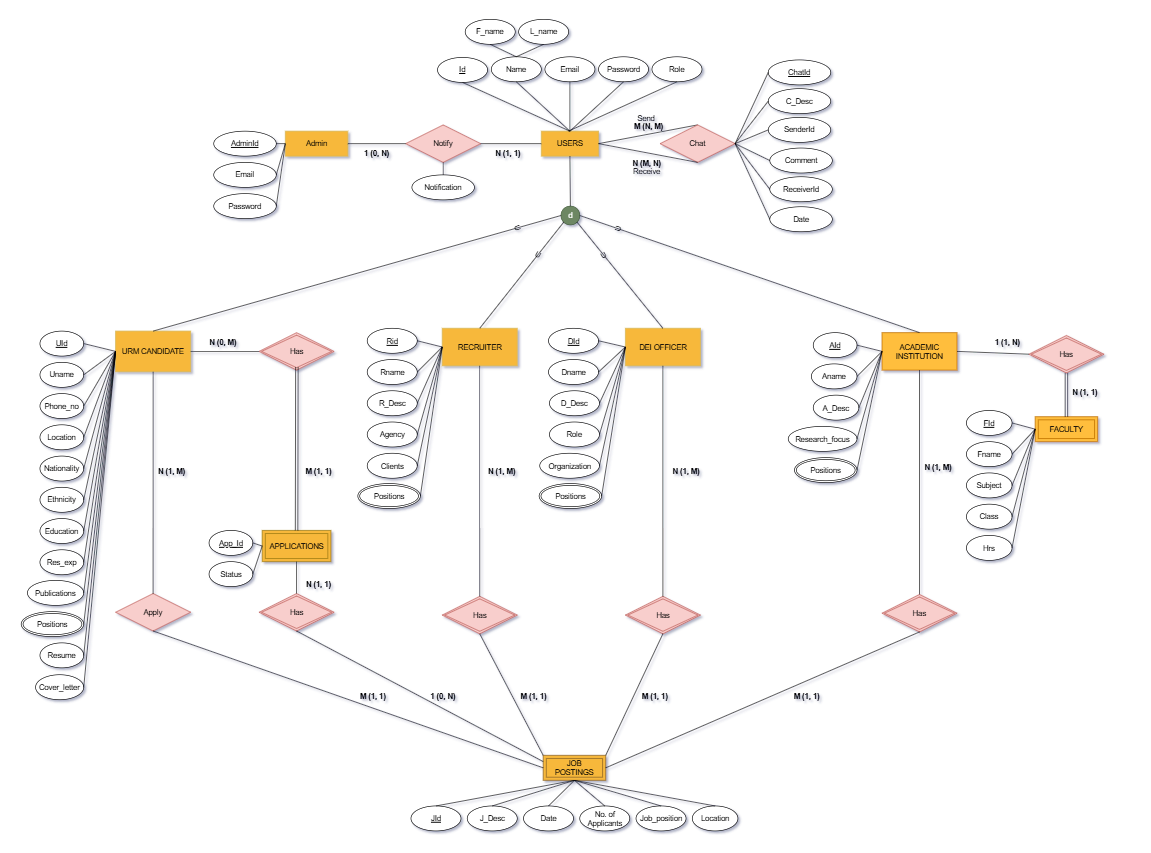 F_name
L_name
Id
Name
Email
Password
Role
ChatId
C_Desc
SenderId
Comment
ReceiverId
Date
AdminId
Email
Password
Admin
1 (0, N)
Notify
N (1, 1)
Notification
USERS
Send
M (N, M)
N (M, N)
Receive
Chat
d
UId
Uname
Phone_no
Location
Nationality
Ethnicity
Education
Res_exp
Publications
Positions
Resume
Cover_letter
URM CANDIDATE
N (0, M)
Has
N (1, M)
M (1, 1)
App_Id
Status
APPLICATIONS
N (1, 1)
Apply
Has
Rid
Rname
R_Desc
Agency
Clients
Positions
RECRUITER
N (1, M)
Has
DId
Dname
D_Desc
Role
Organization
Positions
DEI OFFICER
N (1, M)
Has
AId
Aname
A_Desc
Research_focus
Positions
ACADEMIC
INSTITUTION
1 (1, N)
Has
N (1, 1)
N (1, M)
Has
FACULTY
FId
Fname
Subject
Class
Hrs
M (1, 1)
1 (0, N)
M (1, 1)
M (1, 1)
M (1, 1)
JOB
POSTINGS
JId
J_Desc
Date
No. of
Applicants
Job_position
Location